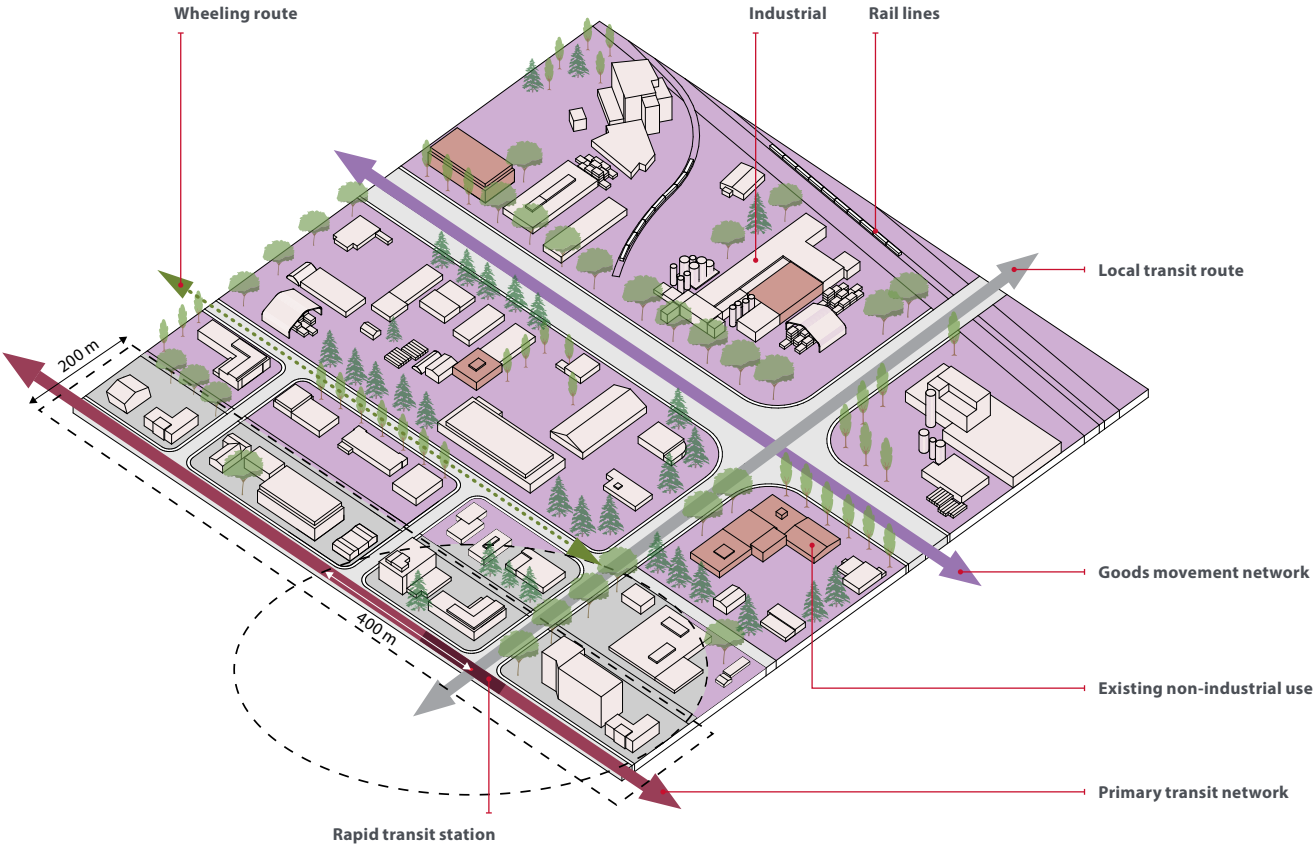 Wheeling route
Industrial
Rail lines
Local transit route
200 m
400 m
Goods movement network
Existing non-industrial use
Primary transit network
Rapid transit station